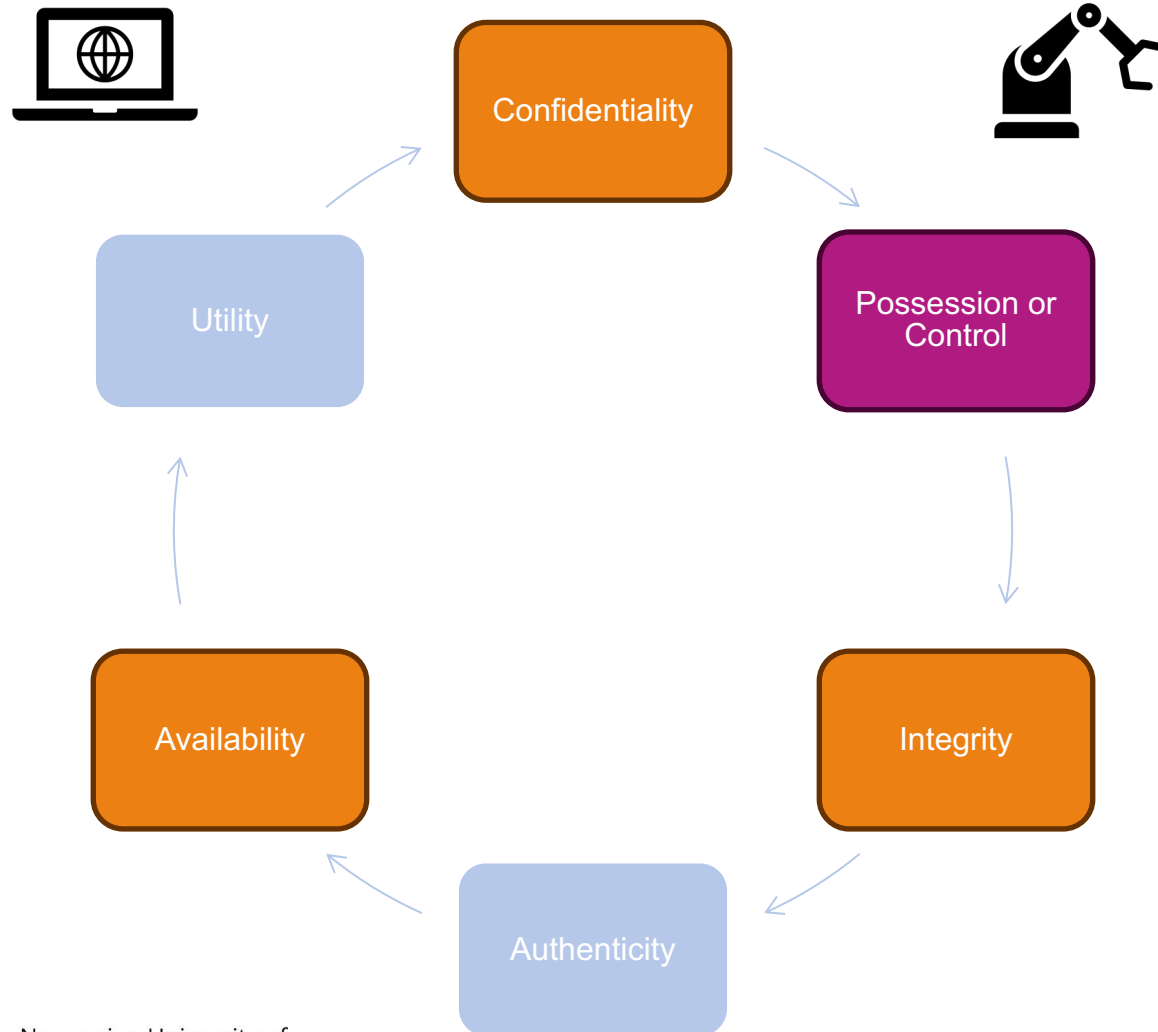 Confidentiality
Possession or
Control
Integrity
Authenticity
Availability
Utility